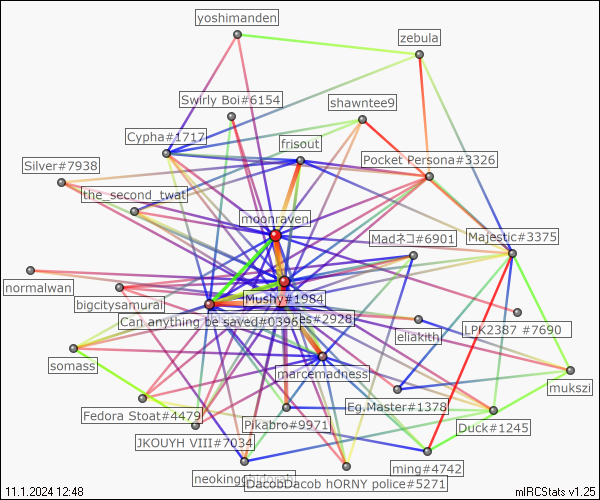 yoshimanden
zebula
Swirly Boi#6154
shawntee9
Cypha#1717
frisout
Pocket Persona#3326
Silver#7938
the_second_twat
moonraven
Madネコ#6901
Majestic#3375
normalwan
bigcitysamurai
Mushy#1984
Can anything be saved#0396
es#2928
eliakith
LPK2387 #7690
somass
marcemadness
mukszi
Fedora Stoat#4479
Pikabro#9971
Eg.Master#1378
JKOUYH VIII#7034
Duck#1245
neokingghidorah
DacobDacob hORNY police#5271
ming#4742
11.1.2024 12:48
mIRCStats v1.25